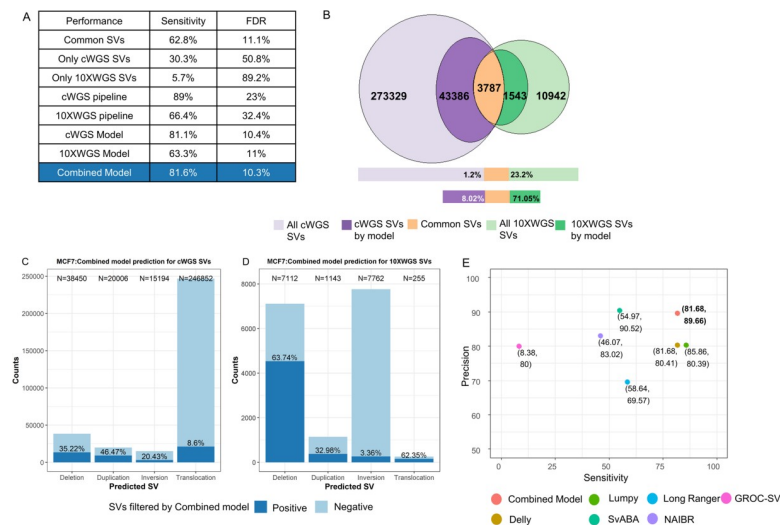 A
Performance Sensitivity FDR
Common SVs 62.8% 11.1%
Only cWGS SVs 30.3% 50.8%
Only 10XWGS SVs 5.7% 89.2%
cWGS pipeline 89% 23%
10XWGS pipeline 66.4% 32.4%
cWGS Model 81.1% 10.4%
10XWGS Model 63.3% 11%
Combined Model 81.6% 10.3%
B
273329 43386 3787 1543 10942
1.2% 23.2%
8.02% 71.05%
All cWGS SVs
cWGS SVs by model
Common SVs
All 10XWGS SVs
10XWGS SVs by model
C
MCF7:Combined model prediction for cWGS SVs
N=38450 N=20006 N=15194 N=246852
250000
200000
150000
100000
50000
0
Counts
35.22% 46.47% 20.43% 8.6%
Deletion Duplication Inversion Translocation
Predicted SV
D
MCF7:Combined model prediction for 10XWGS SVs
N=7112 N=1143 N=7762 N=255
8000
6000
4000
2000
0
Counts
63.74% 32.98% 3.36% 62.35%
Deletion Duplication Inversion Translocation
Predicted SV
SVs filtered by Combined model Positive Negative
E
100
90
80
70
60
50
Precision
(81.68,
89.66)
(54.97,
90.52)
(46.07,
83.02)
(8.38,
80)
(81.68,
80.41)
(85.86,
80.39)
(58.64,
69.57)
0 25 50 75 100
Sensitivity
Combined Model Lumpy Long Ranger GROC-SV
Delly SvABA NAIBR